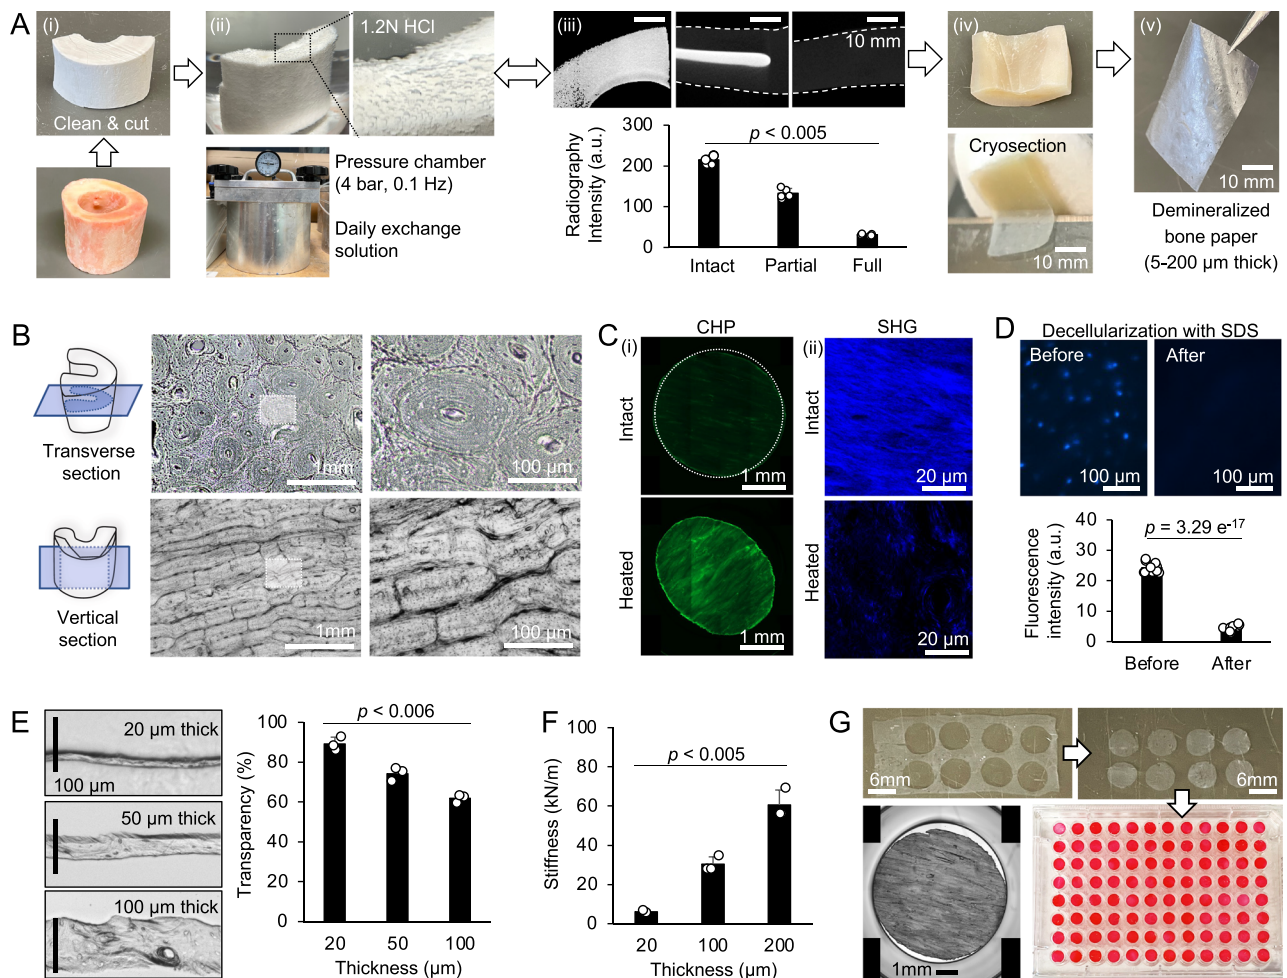 A
(i)
Clean & cut
(ii)
1.2N HCl
Pressure chamber
(4 bar, 0.1 Hz)
Daily exchange
solution
(iii)
10 mm
p < 0.005
Radiography
Intensity (a.u.)
300
200
100
0
Intact
Partial
Full
(iv)
Cryosection
10 mm
(v)
10 mm
Demineralized
bone paper
(5-200 µm thick)
B
Transverse
section
1mm
100 µm
Vertical
section
1mm
100 µm
C
CHP
SHG
(i)
(ii)
Intact
1 mm
Intact
20 µm
Heated
1 mm
Heated
20 µm
D
Decellularization with SDS
Before
After
100 µm
100 µm
p = 3.29 e-17
Fluorescence
intensity (a.u.)
40
30
20
10
0
Before
After
E
20 µm thick
100 µm
50 µm thick
100 µm thick
p < 0.006
Transparency (%)
100
80
60
40
20
0
20
50
100
Thickness (µm)
F
p < 0.005
Stiffness (kN/m)
100
80
60
40
20
0
20
100
200
Thickness (µm)
G
6mm
6mm
1mm